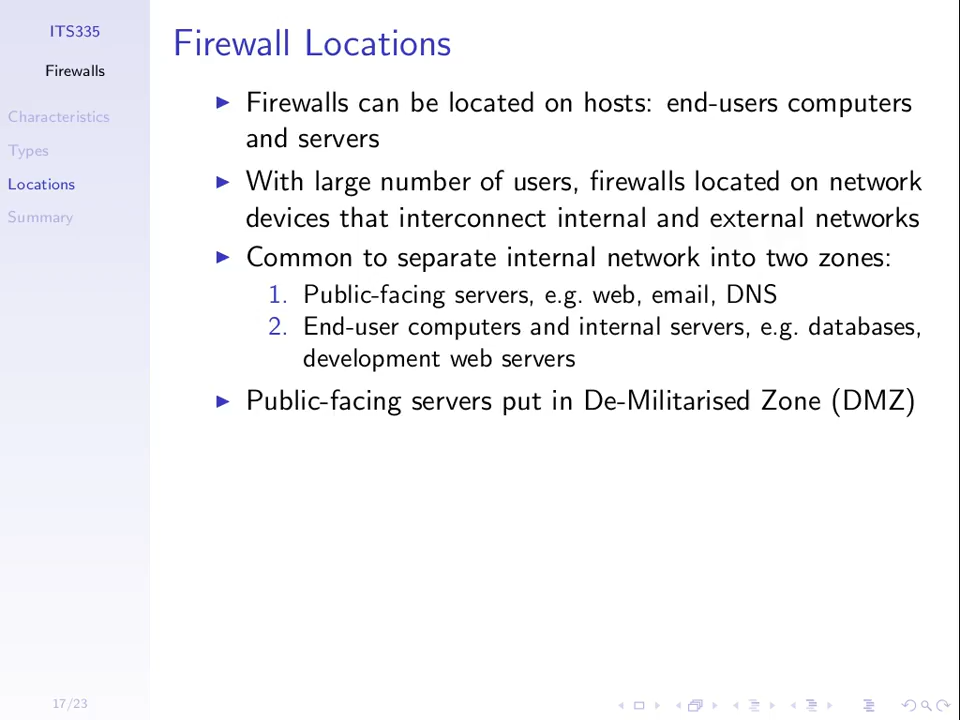 ITS335
Firewalls
Characteristics
Types
Locations
Summary
Firewall Locations
Firewalls can be located on hosts: end-users computers
and servers
With large number of users, firewalls located on network
devices that interconnect internal and external networks
Common to separate internal network into two zones:
1. Public-facing servers, e.g. web, email, DNS
2. End-user computers and internal servers, e.g. databases,
development web servers
Public-facing servers put in De-Militarised Zone (DMZ)
17/23